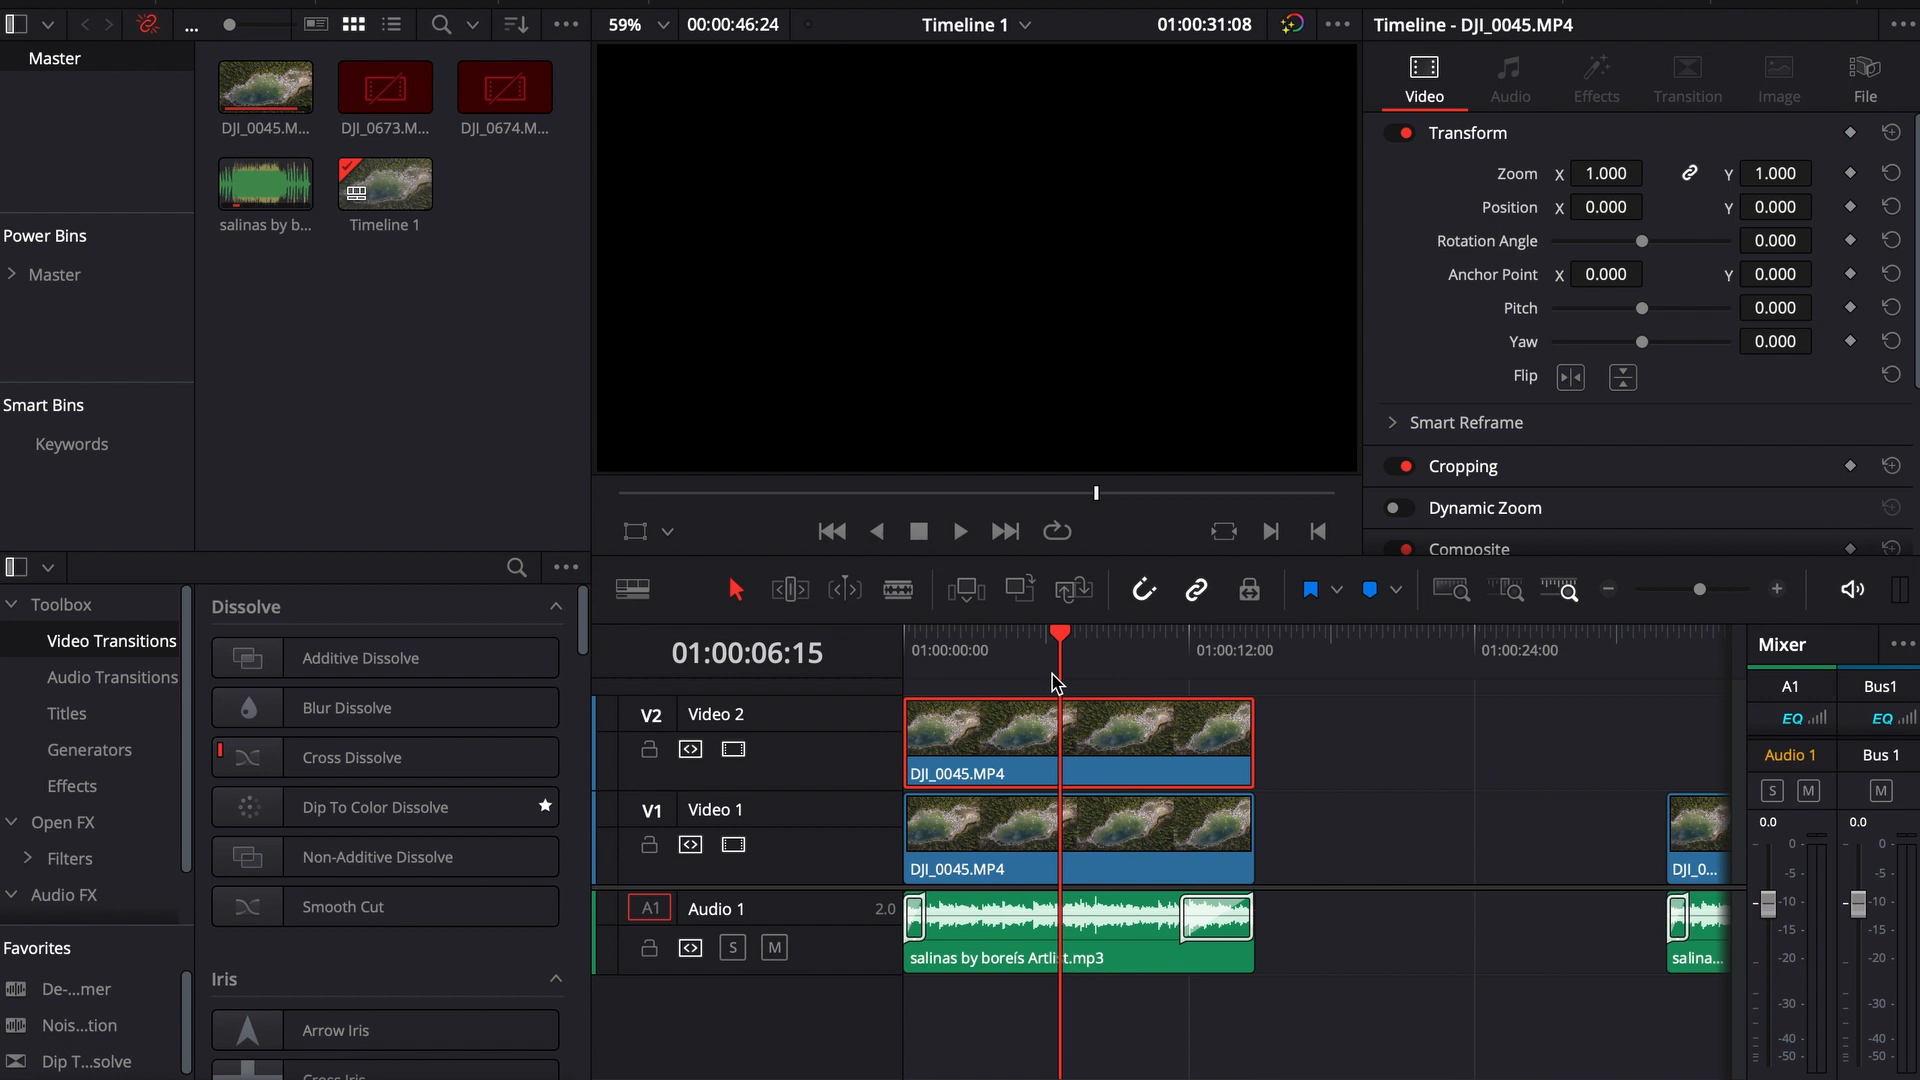 ...
59%
00:00:46:24
Timeline 1
01:00:31:08
Timeline - DJI_0045.MP4
Master
DJI_0045.M...
DJI_0673.M...
DJI_0674.M...
salinas by b...
Timeline 1
Power Bins
Master
Smart Bins
Keywords
Video
Audio
Effects
Transition
Image
File
Transform
Zoom X 1.000 Y 1.000
Position X 0.000 Y 0.000
Rotation Angle 0.000
Anchor Point X 0.000 Y 0.000
Pitch 0.000
Yaw 0.000
Flip
Smart Reframe
Cropping
Dynamic Zoom
Composite
Toolbox
Video Transitions
Audio Transitions
Titles
Generators
Effects
Open FX
Filters
Audio FX
Favorites
De-...mer
Nois...tion
Dip T...solve
Dissolve
Additive Dissolve
Blur Dissolve
Cross Dissolve
Dip To Color Dissolve
Non-Additive Dissolve
Smooth Cut
Iris
Arrow Iris
Cross Iris
01:00:06:15
01:00:00:00
01:00:12:00
01:00:24:00
V2 Video 2
DJI_0045.MP4
V1 Video 1
DJI_0045.MP4
DJI_0...
A1 Audio 1 2.0
S M
salinas by boreís Artlist.mp3
salina...
Mixer
A1 Bus1
EQ EQ
Audio 1 Bus 1
S M M
0.0 0.0
0- 0-
-5- -5-
-10- -10-
-15- -15-
-20- -20-
-30- -30-
-40- -40-
-50- -50-